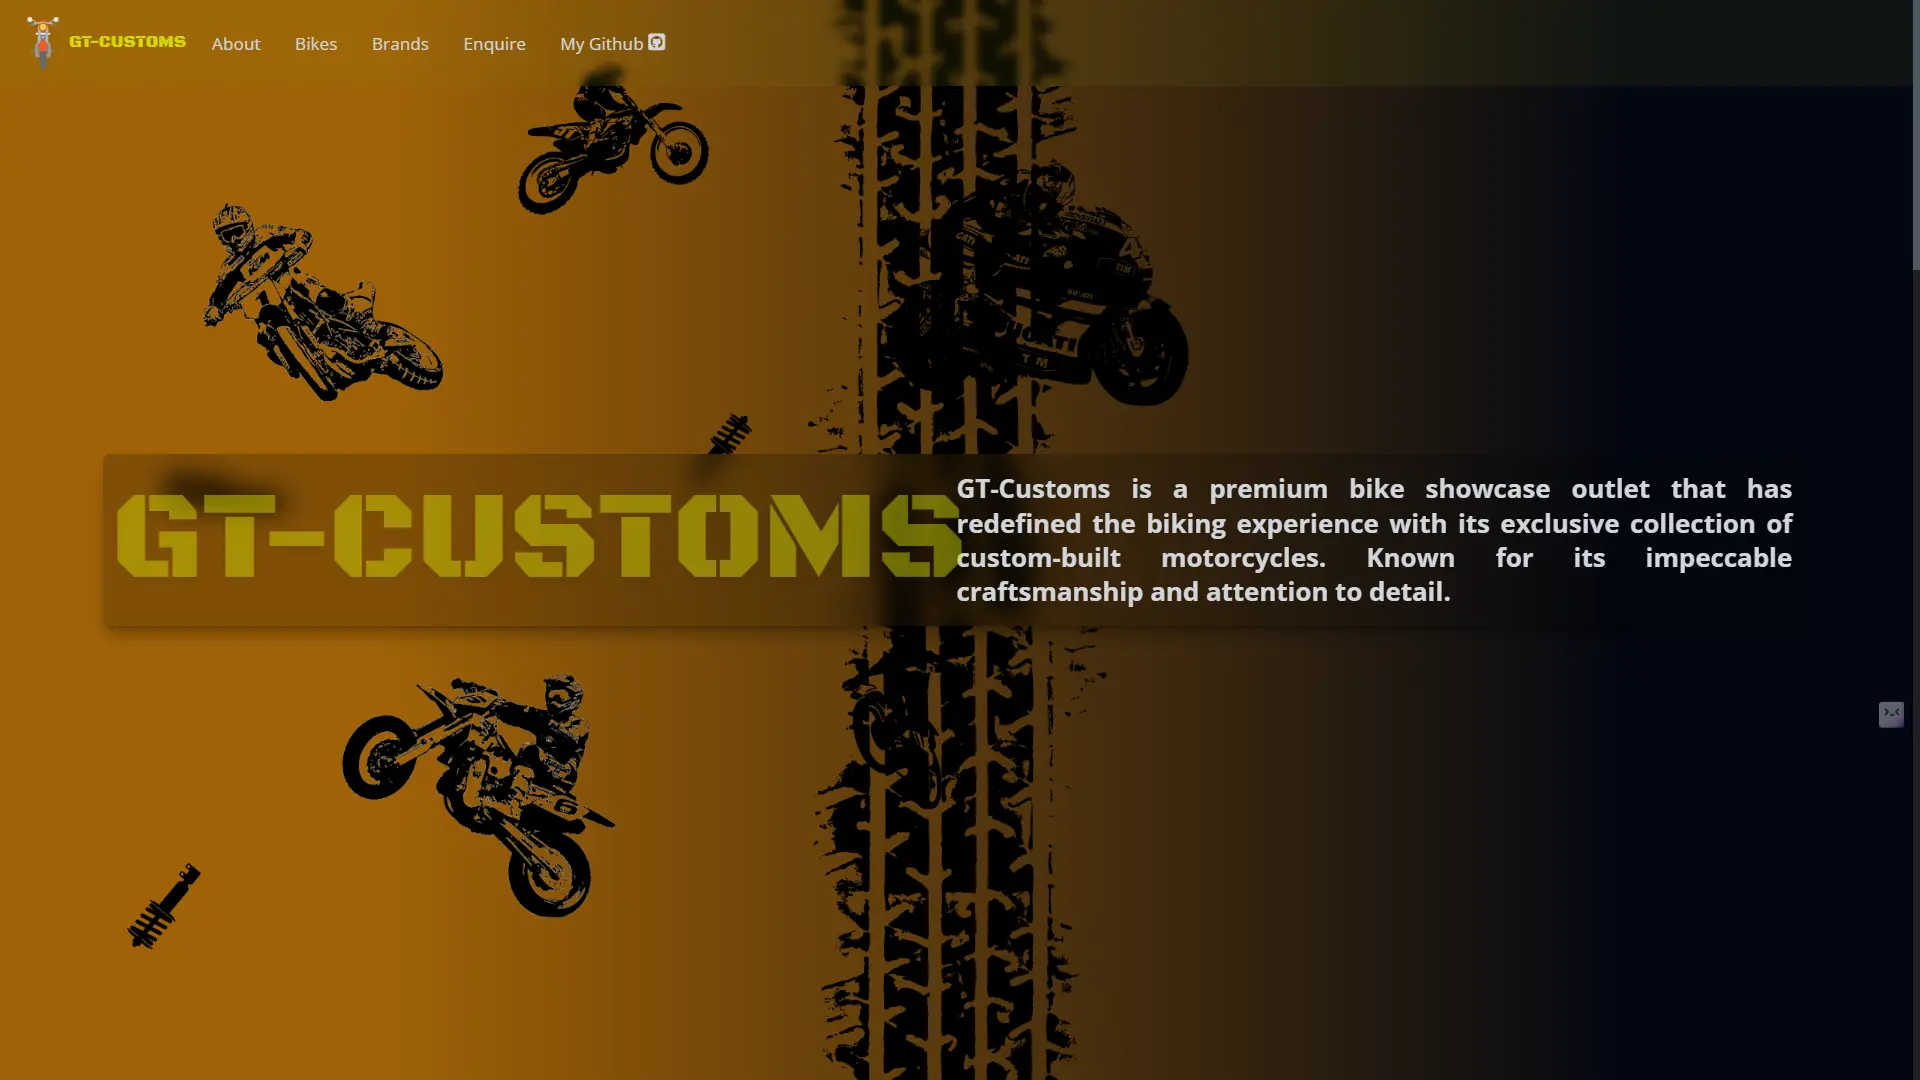 GT-CUSTOMS
About
Bikes
Brands
Enquire
My Github
GT-CUSTOMS
GT-Customs is a premium bike showcase outlet that has
redefined the biking experience with its exclusive collection of
custom-built motorcycles. Known for its impeccable
craftsmanship and attention to detail.